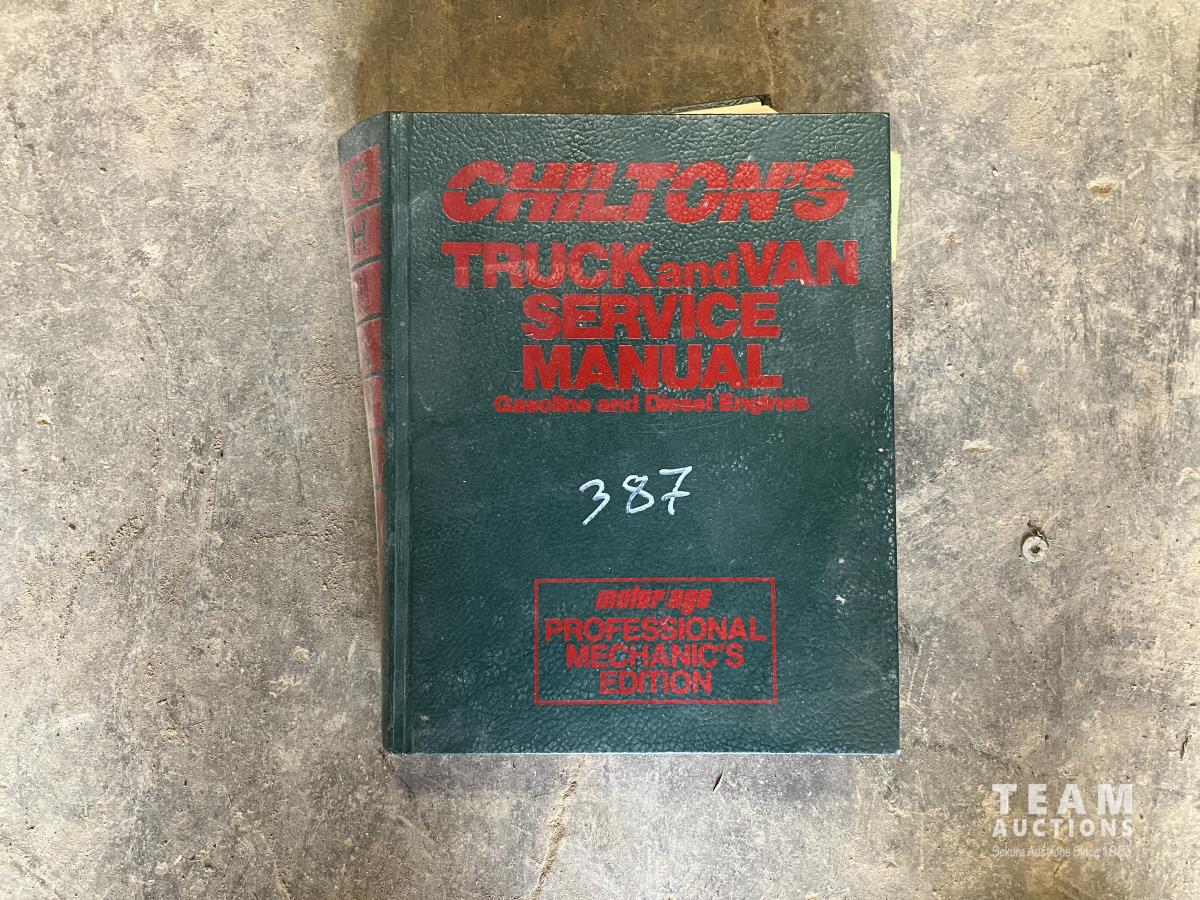 CHILTON'S
TRUCK and VAN
SERVICE
MANUAL
Gasoline and Diesel Engines
387
motor/age
PROFESSIONAL
MECHANIC'S
EDITION
TEAM
AUCTIONS